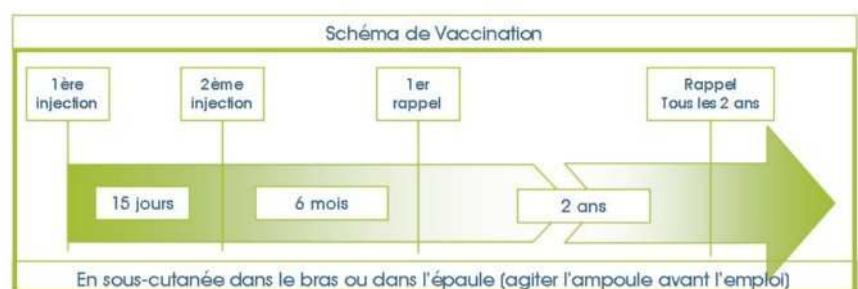 Schéma de Vaccination
1ère
injection
2ème
injection
1er
rappel
Rappel
Tous les 2 ans
15 jours
6 mois
2 ans
En sous-cutanée dans le bras ou dans l'épaule (agiter l'ampoule avant l'emploi)